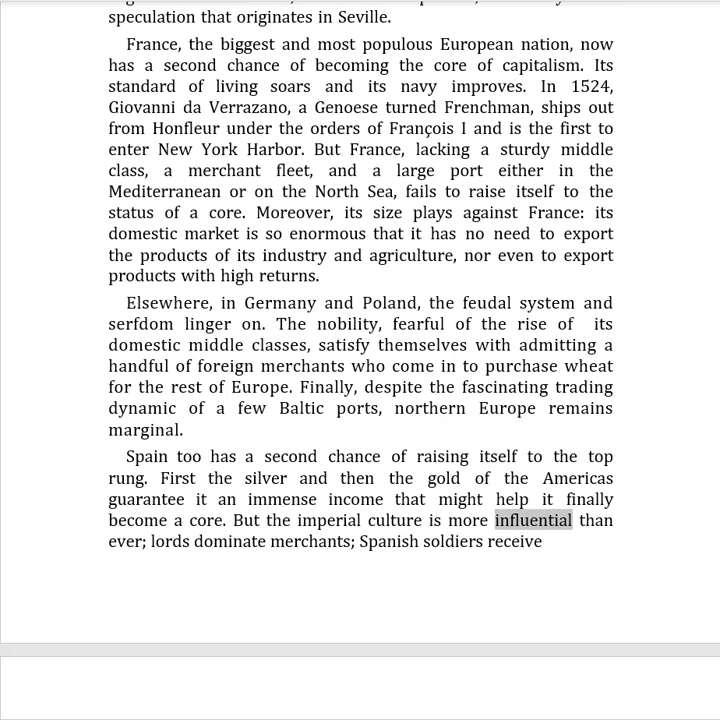 speculation that originates in Seville.
France, the biggest and most populous European nation, now
has a second chance of becoming the core of capitalism. Its
standard of living soars and its navy improves. In 1524,
Giovanni da Verrazano, a Genoese turned Frenchman, ships out
from Honfleur under the orders of François I and is the first to
enter New York Harbor. But France, lacking a sturdy middle
class, a merchant fleet, and a large port either in the
Mediterranean or on the North Sea, fails to raise itself to the
status of a core. Moreover, its size plays against France: its
domestic market is so enormous that it has no need to export
the products of its industry and agriculture, nor even to export
products with high returns.
Elsewhere, in Germany and Poland, the feudal system and
serfdom linger on. The nobility, fearful of the rise of its
domestic middle classes, satisfy themselves with admitting a
handful of foreign merchants who come in to purchase wheat
for the rest of Europe. Finally, despite the fascinating trading
dynamic of a few Baltic ports, northern Europe remains
marginal.
Spain too has a second chance of raising itself to the top
rung. First the silver and then the gold of the Americas
guarantee it an immense income that might help it finally
become a core. But the imperial culture is more influential than
ever; lords dominate merchants; Spanish soldiers receive